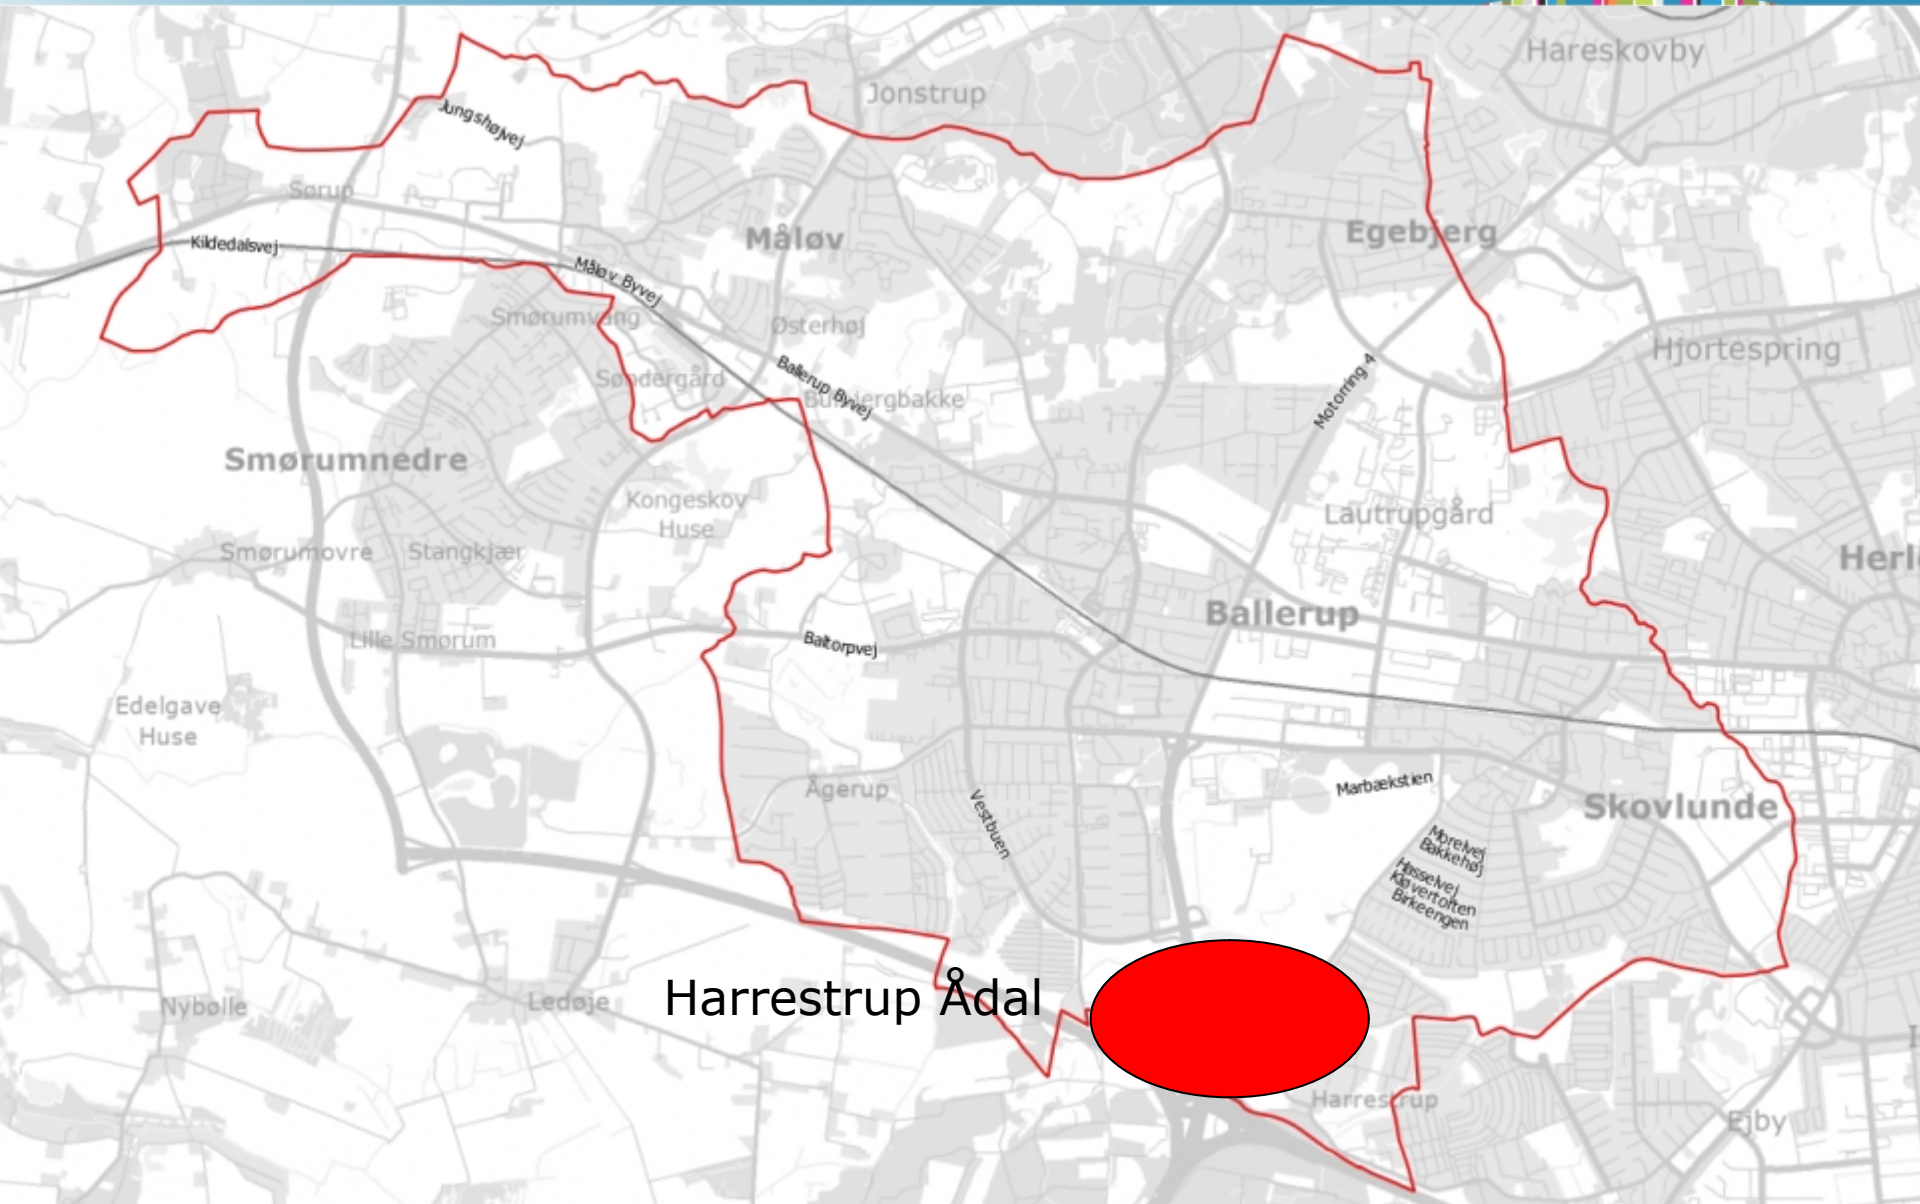 Hareskovby
Jonstrup
Jungshøjvej
Sørup
Kildedalsvej
Måløv
Egebjerg
Måløv Byvej
Smørumvang
Østerhøj
Hjortespring
Søndergård
Ballerup Byvej
Motorring 4
Smørumnedre
Kongeskov
Huse
Lautrupgård
Smørumovre
Stangkjær
Ballerup
Lille Smørum
Baltorpvej
Edelgave
Huse
Ågerup
Vestbuen
Marbækstien
Skovlunde
Morelvej
Bakkehøj
Hasselvej
Kløvertoften
Birkeengen
Harrestrup Ådal
Nybølle
Ledøje
Harrestrup
Ejby